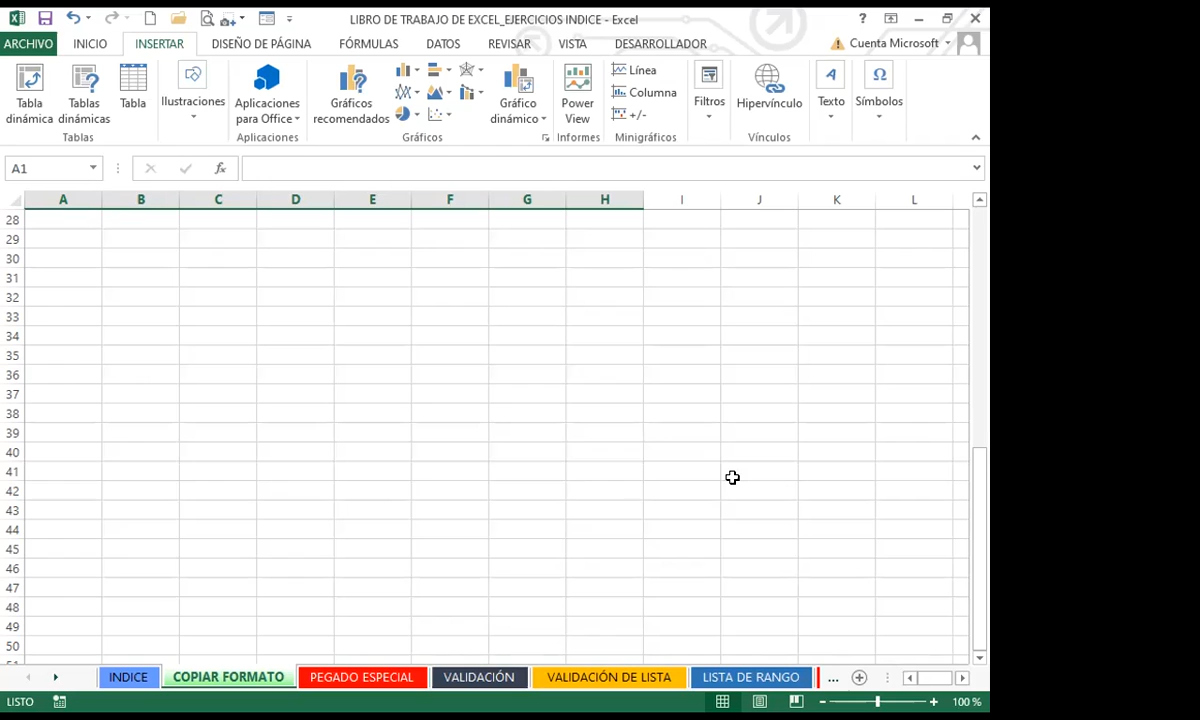 LIBRO DE TRABAJO DE EXCEL_EJERCICIOS INDICE - Excel
ARCHIVO INICIO INSERTAR DISEÑO DE PÁGINA FÓRMULAS DATOS REVISAR VISTA DESARROLLADOR Cuenta Microsoft
Tabla dinámica
Tablas dinámicas
Tabla
Tablas
Ilustraciones
Aplicaciones para Office
Aplicaciones
Gráficos recomendados
Gráfico dinámico
Gráficos
Power View
Informes
Línea
Columna
+/-
Minigráficos
Filtros
Hipervínculo
Vínculos
Texto
Símbolos
A1 fx
A B C D E F G H I J K L
28
29
30
31
32
33
34
35
36
37
38
39
40
41
42
43
44
45
46
47
48
49
50
INDICE COPIAR FORMATO PEGADO ESPECIAL VALIDACIÓN VALIDACIÓN DE LISTA LISTA DE RANGO ...
LISTO 100 %